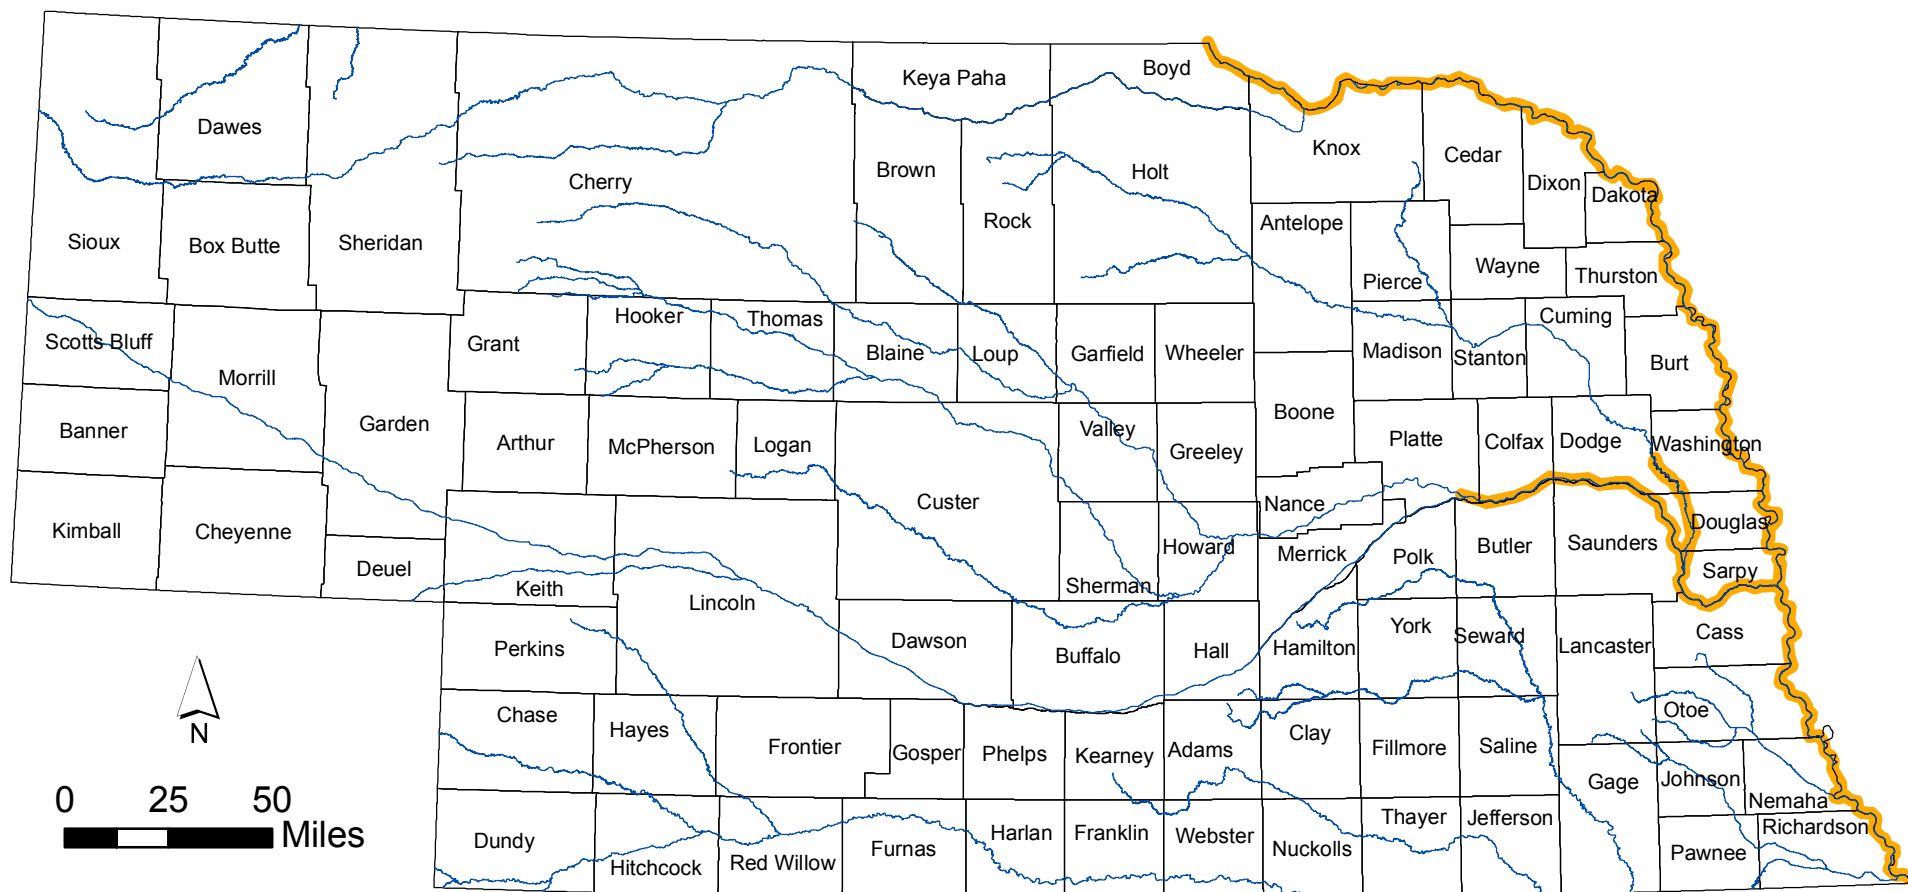 Keya Paha
Boyd
Dawes
Knox
Cedar
Cherry
Brown
Holt
Dixon
Dakota
Sioux
Box Butte
Sheridan
Rock
Antelope
Pierce
Wayne
Thurston
Scotts Bluff
Hooker
Thomas
Cuming
Grant
Blaine
Loup
Garfield
Wheeler
Madison
Stanton
Burt
Morrill
Garden
Banner
Arthur
McPherson
Logan
Valley
Greeley
Boone
Platte
Colfax
Dodge
Washington
Kimball
Cheyenne
Custer
Nance
Douglas
Deuel
Keith
Lincoln
Sherman
Howard
Merrick
Polk
Butler
Saunders
Sarpy
Perkins
Dawson
Buffalo
Hall
Hamilton
York
Seward
Lancaster
Cass
N
Chase
Hayes
Frontier
Gosper
Phelps
Kearney
Adams
Clay
Fillmore
Saline
Otoe
0 25 50
Miles
Gage
Johnson
Nemaha
Dundy
Hitchcock
Red Willow
Furnas
Harlan
Franklin
Webster
Nuckolls
Thayer
Jefferson
Pawnee
Richardson